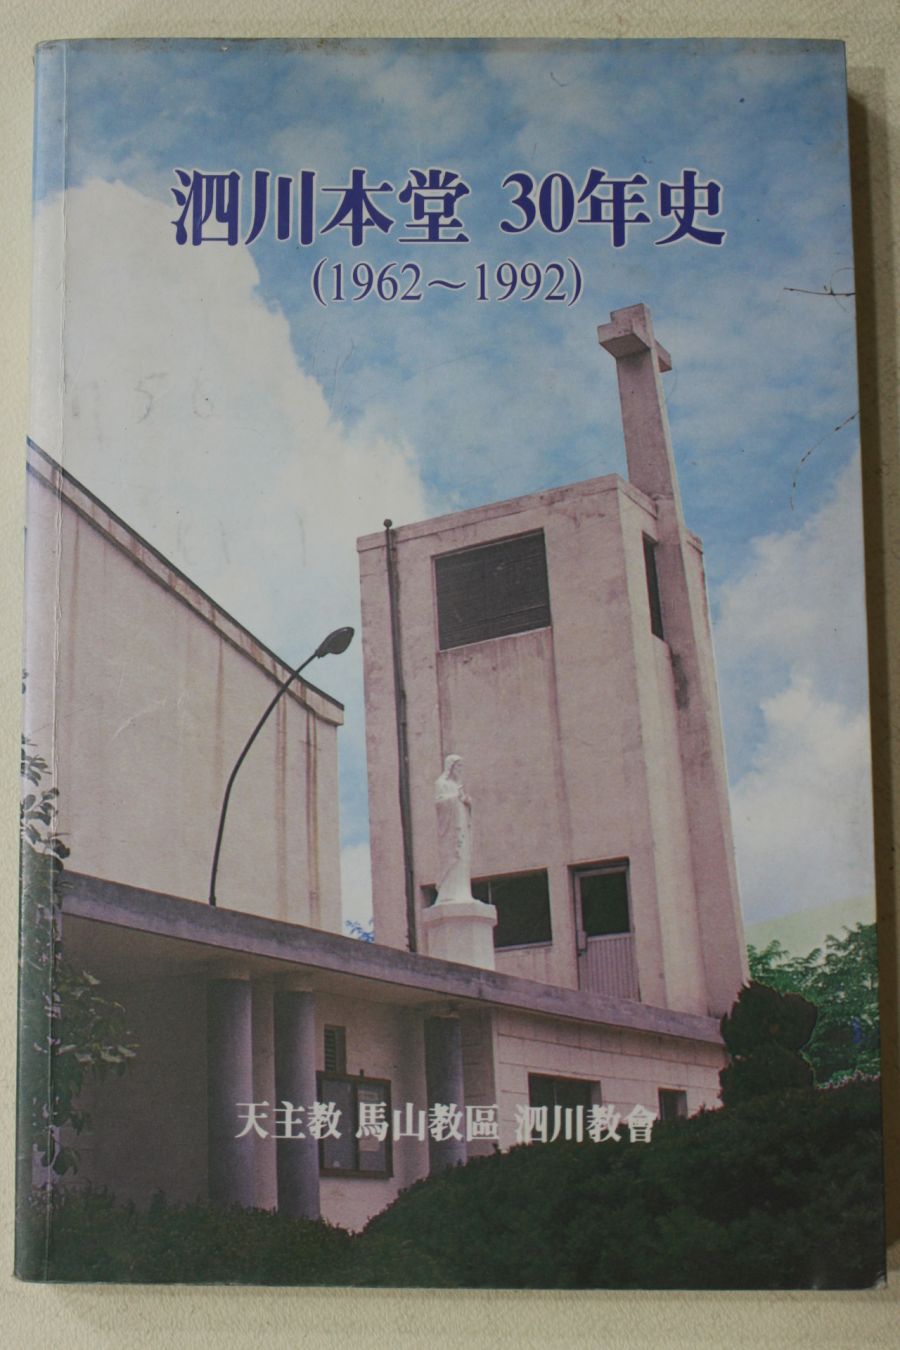 泗川本堂 30年史
(1962～1992)
天主教 馬山教區 泗川教會